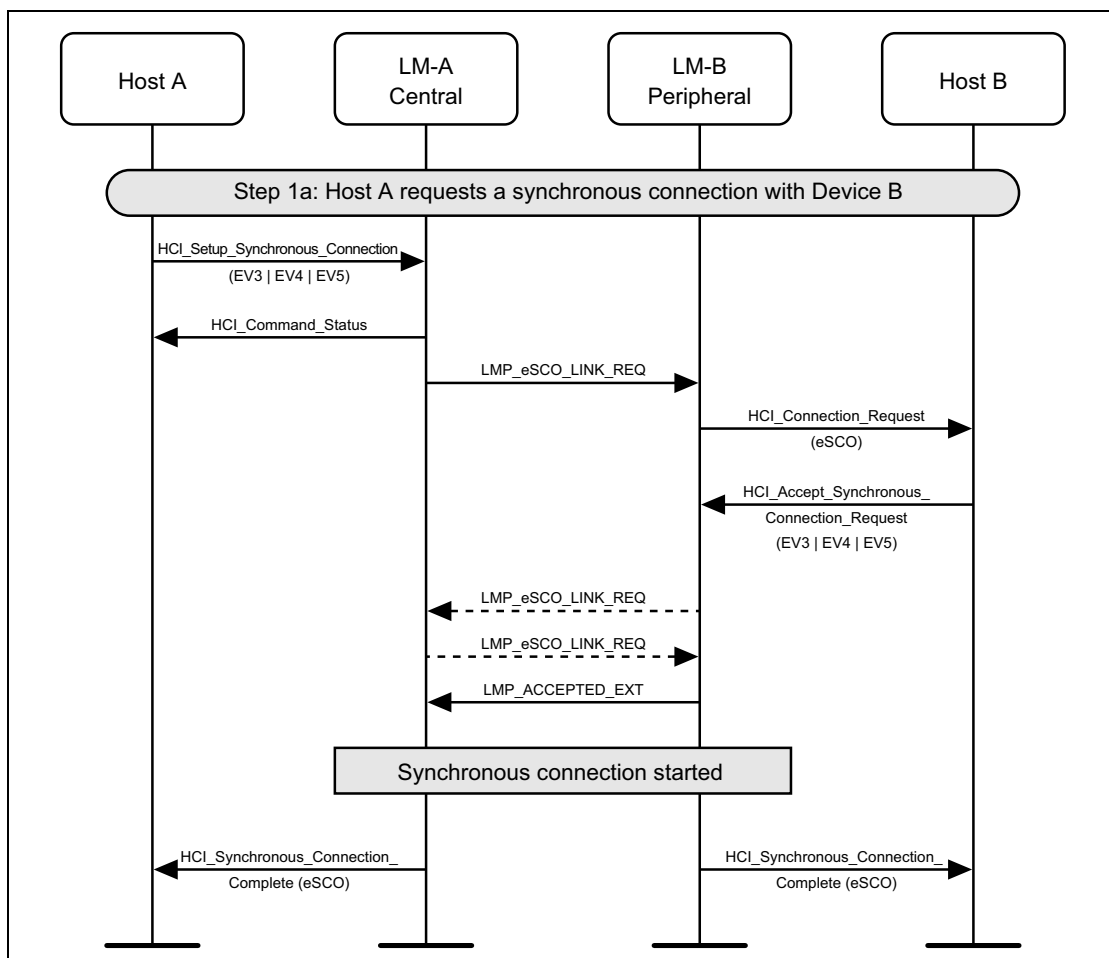 Host A
LM-A
Central
LM-B
Peripheral
Host B
Step 1a: Host A requests a synchronous connection with Device B
HCI_Setup_Synchronous_Connection
(EV3 | EV4 | EV5)
HCI_Command_Status
LMP_eSCO_LINK_REQ
HCI_Connection_Request
(eSCO)
HCI_Accept_Synchronous_
Connection_Request
(EV3 | EV4 | EV5)
LMP_eSCO_LINK_REQ
LMP_eSCO_LINK_REQ
LMP_ACCEPTED_EXT
Synchronous connection started
HCI_Synchronous_Connection_
Complete (eSCO)
HCI_Synchronous_Connection_
Complete (eSCO)